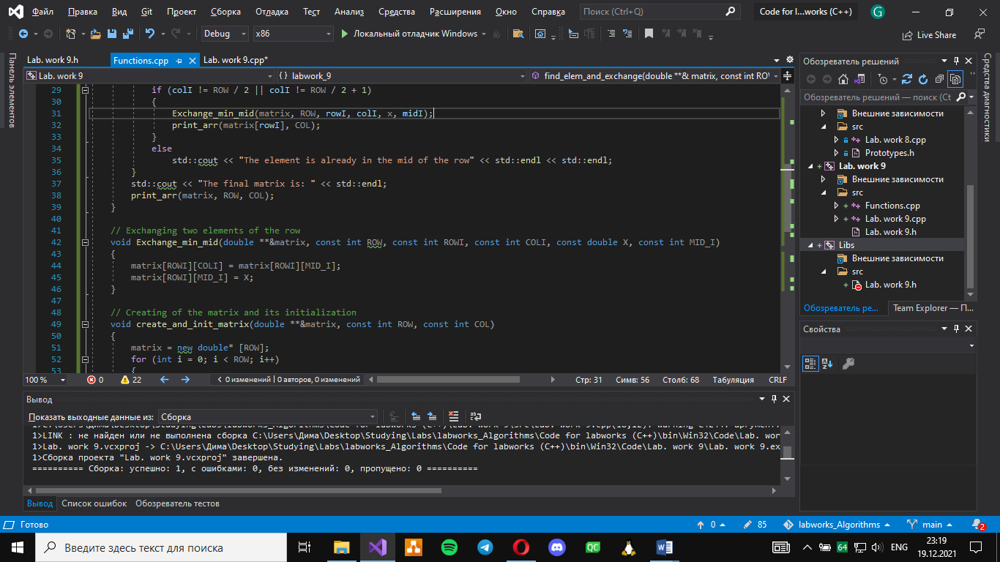 Файл Правка Вид Git Проект Сборка Отладка Тест Анализ Средства Расширения Окно Справка Поиск (Ctrl+Q) Code for l...works (C++) G
Debug x86 Локальный отладчик Windows Live Share
Панель элементов
Lab. work 9.h Functions.cpp Lab. work 9.cpp*
Lab. work 9 {} labwork_9 find_elem_and_exchange(double **& matrix, const int ROW
29 if (colI != ROW / 2 || colI != ROW / 2 + 1)
30 {
31 Exchange_min_mid(matrix, ROW, rowI, colI, x, midI);
32 print_arr(matrix[rowI], COL);
33 }
34 else
35 std::cout << "The element is already in the mid of the row" << std::endl << std::endl;
36 }
37 std::cout << "The final matrix is: " << std::endl;
38 print_arr(matrix, ROW, COL);
39 }
40
41 // Exchanging two elements of the row
42 void Exchange_min_mid(double **&matrix, const int ROW, const int ROWI, const int COLI, const double X, const int MID_I)
43 {
44 matrix[ROWI][COLI] = matrix[ROWI][MID_I];
45 matrix[ROWI][MID_I] = X;
46 }
47
48 // Creating of the matrix and its initialization
49 void create_and_init_matrix(double **&matrix, const int ROW, const int COL)
50 {
51 matrix = new double* [ROW];
52 for (int i = 0; i < ROW; i++)
53 {
100 % 0 22 0 изменений | 0 авторов, 0 изменений Стр: 31 Симв: 56 Столб: 68 Табуляция CRLF
Вывод
Показать выходные данные из: Сборка
1>LINK : не найден или не выполнена сборка C:\Users\Дима\Desktop\Studying\Labs\labworks_Algorithms\Code for labworks (C++)\bin\Win32\Code\Lab. wor
1>Lab. work 9.vcxproj -> C:\Users\Дима\Desktop\Studying\Labs\labworks_Algorithms\Code for labworks (C++)\bin\Win32\Code\Lab. work 9\Lab. work 9.ex
1>Сборка проекта "Lab. work 9.vcxproj" завершена.
========== Сборка: успешно: 1, с ошибками: 0, без изменений: 0, пропущено: 0 ==========
Вывод Список ошибок Обозреватель тестов
Обозреватель решений
Обозреватель решений — поиск (Ct
Внешние зависимости
src
Lab. work 8.cpp
Prototypes.h
Lab. work 9
Внешние зависимости
src
Functions.cpp
Lab. work 9.cpp
Lab. work 9.h
Libs
Внешние зависимости
src
Lab. work 9.h
Обозреватель ре... Team Explorer — П...
Свойства
Средства диагностики
Готово 0 85 labworks_Algorithms main 2
Введите здесь текст для поиска QC 64 ENG 23:19
19.12.2021